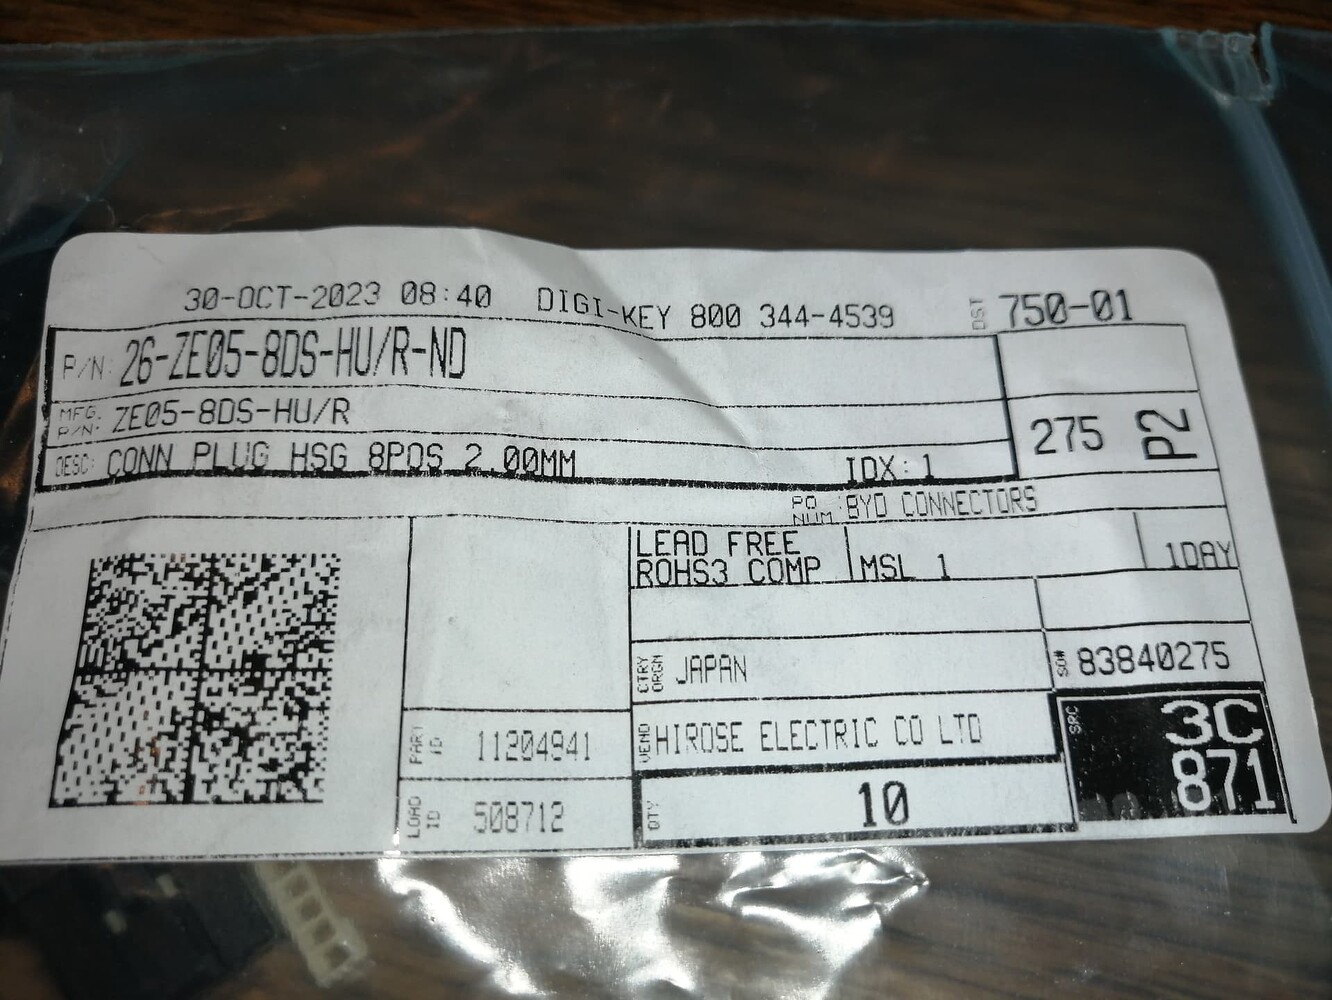 30-OCT-2023 08:40 DIGI-KEY 800 344-4539 DST 750-01
P/N: 26-ZE05-8DS-HU/R-ND
MFG. P/N: ZE05-8DS-HU/R
275 P2
DESC: CONN PLUG HSG 8POS 2.00MM IDX: 1
PO NUM BYD CONNECTORS
LEAD FREE
ROHS3 COMP MSL 1 1DAY
CTRY ORGN JAPAN SO# 83840275
PART ID 11204941 VEND HIROSE ELECTRIC CO LTD SRC 3C
871
LOAD ID 508712 QTY 10